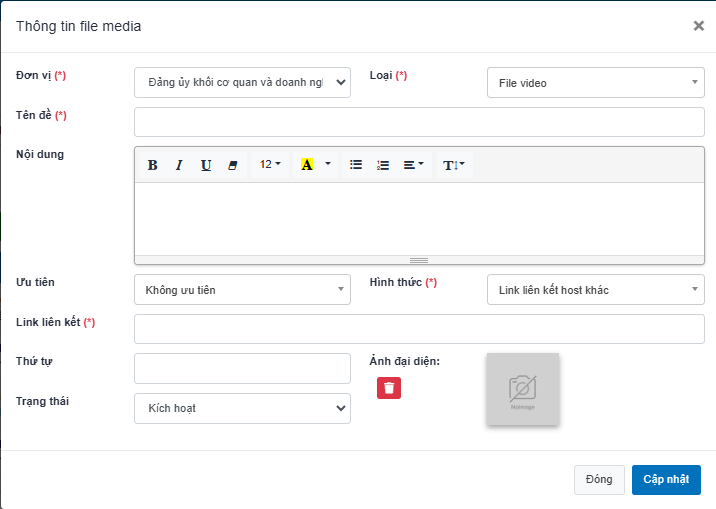 Thông tin file media ×
Đơn vị (*) Đảng ủy khối cơ quan và doanh ngh Loại (*) File video
Tên đề (*)
Nội dung B I U 12 A T
Ưu tiên Không ưu tiên Hình thức (*) Link liên kết host khác
Link liên kết (*)
Thứ tự Ảnh đại diện:
NoImage
Trạng thái Kích hoạt
Đóng Cập nhật